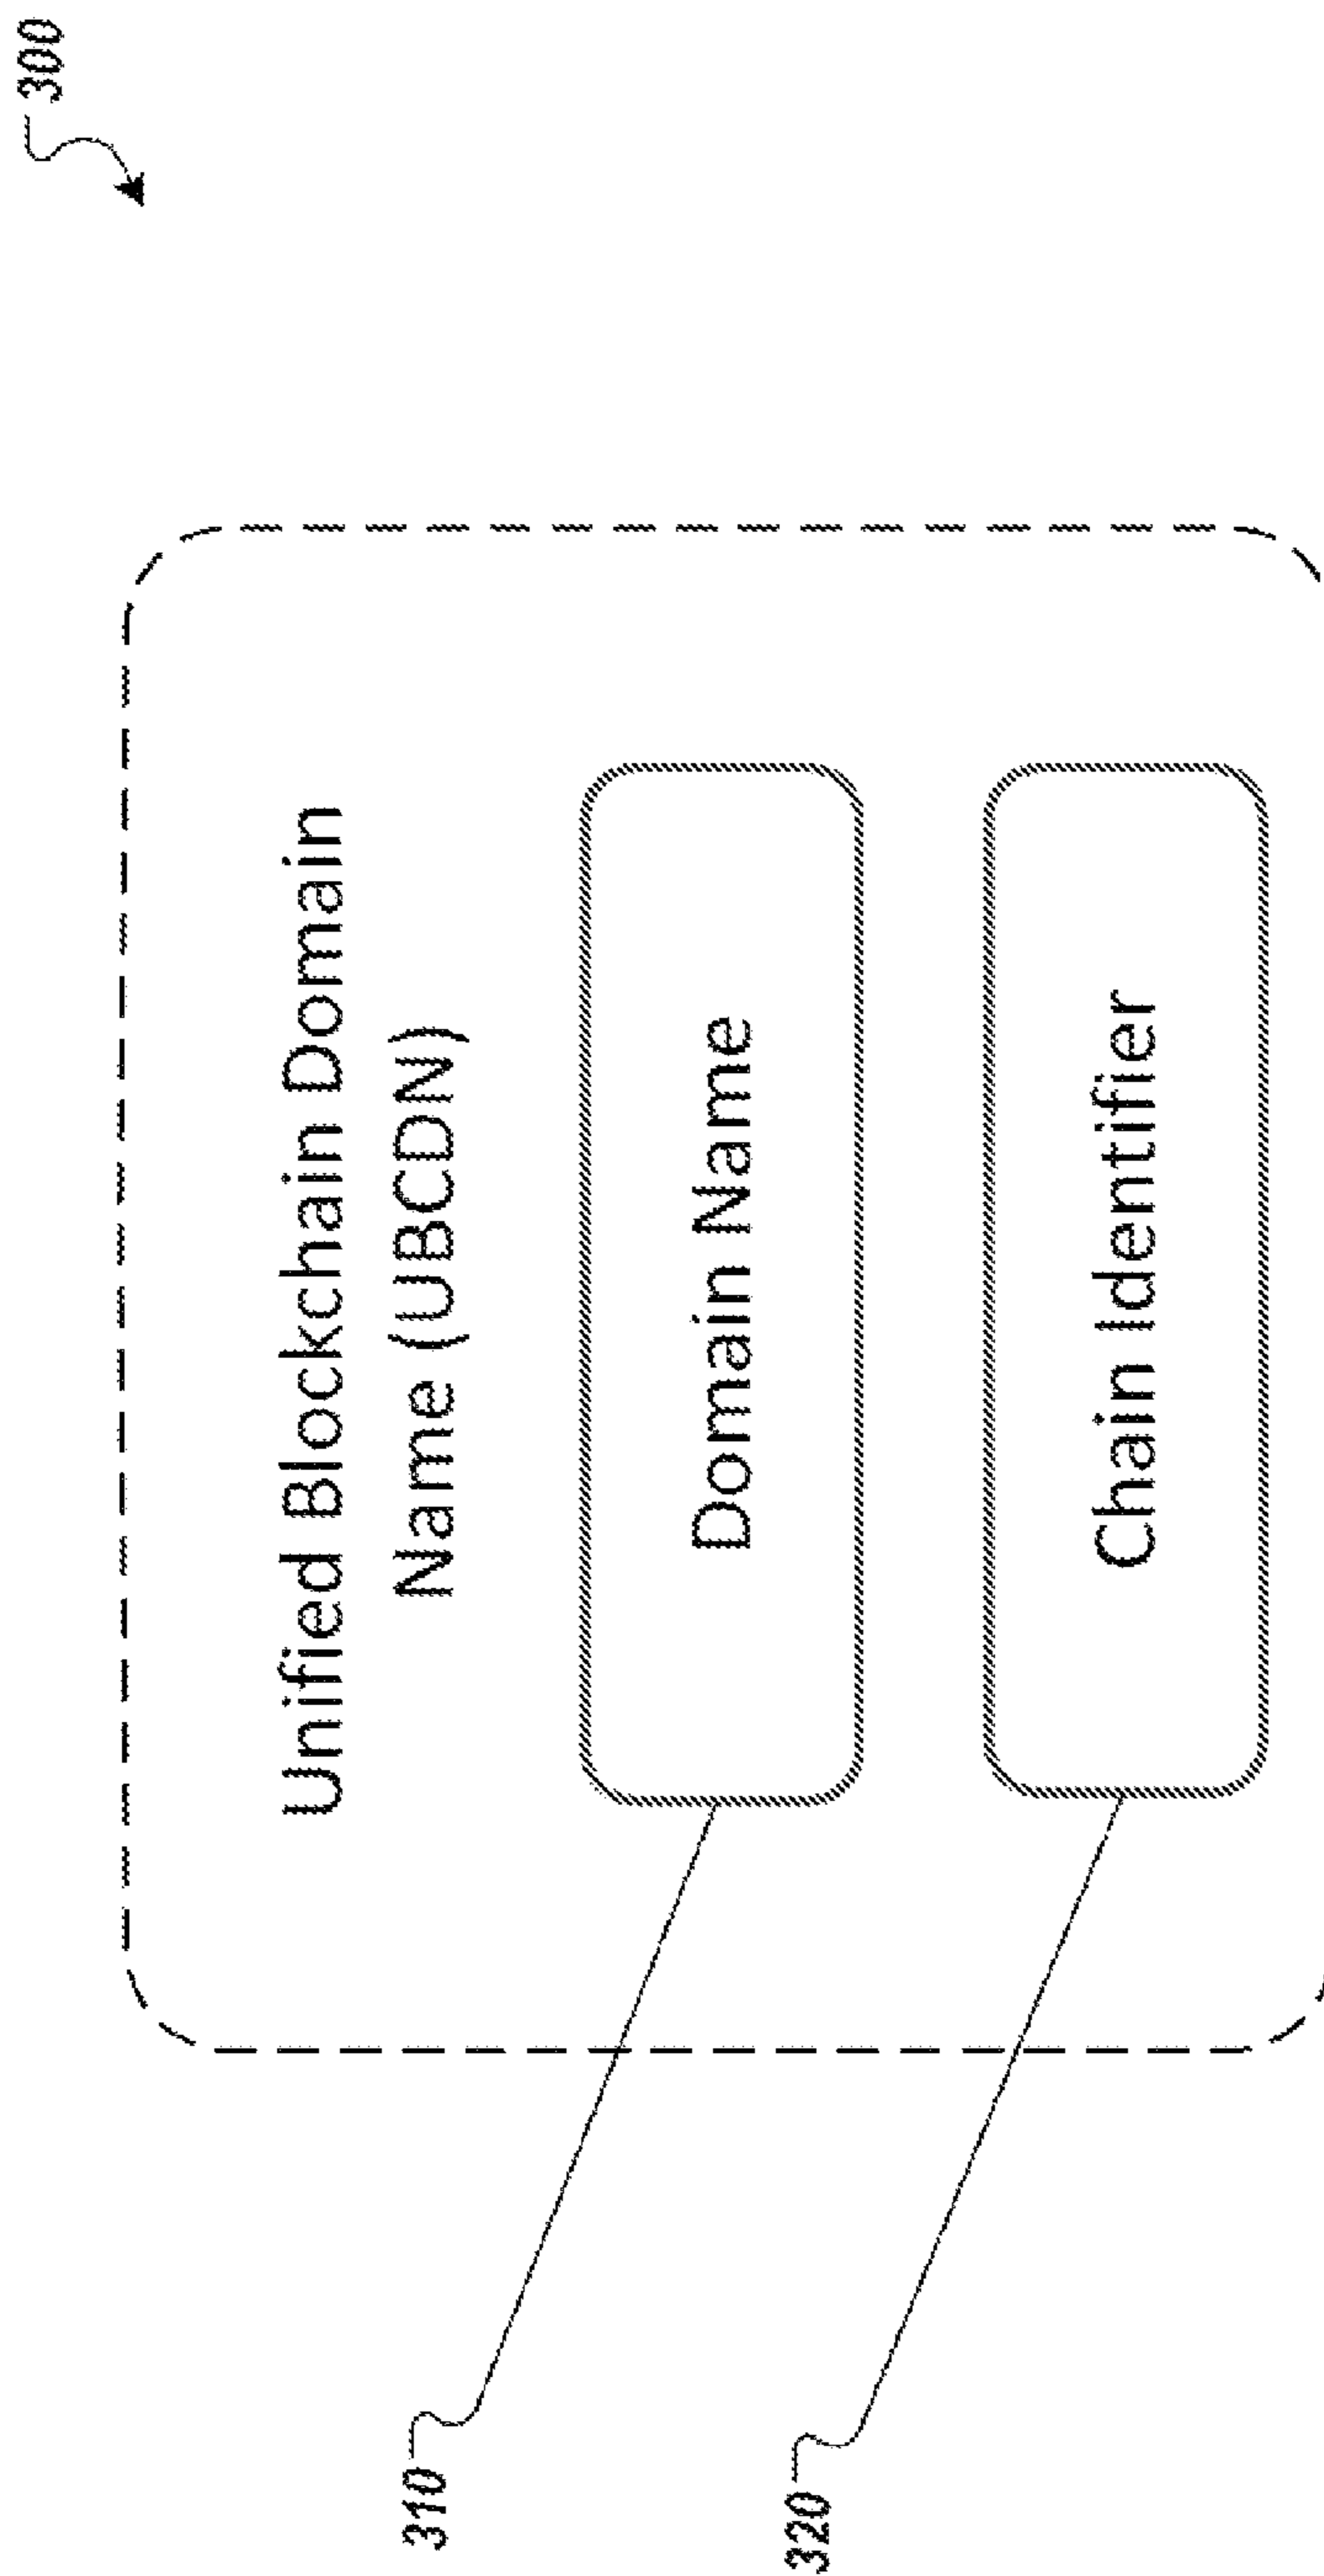 300
Unified Blockchain Domain
Name (UBCDN)
310
Domain Name
320
Chain Identifier